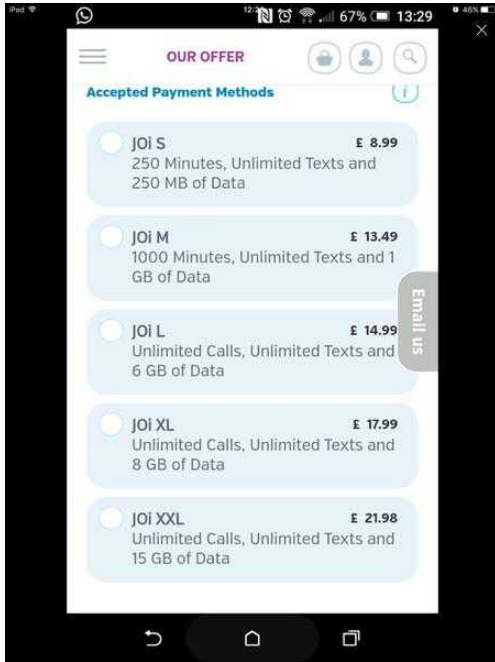 iPad 12:2 46%
67% 13:29
OUR OFFER
Accepted Payment Methods i
JOi S £ 8.99
250 Minutes, Unlimited Texts and
250 MB of Data
JOi M £ 13.49
1000 Minutes, Unlimited Texts and 1
GB of Data
Email us
JOi L £ 14.99
Unlimited Calls, Unlimited Texts and
6 GB of Data
JOi XL £ 17.99
Unlimited Calls, Unlimited Texts and
8 GB of Data
JOi XXL £ 21.98
Unlimited Calls, Unlimited Texts and
15 GB of Data